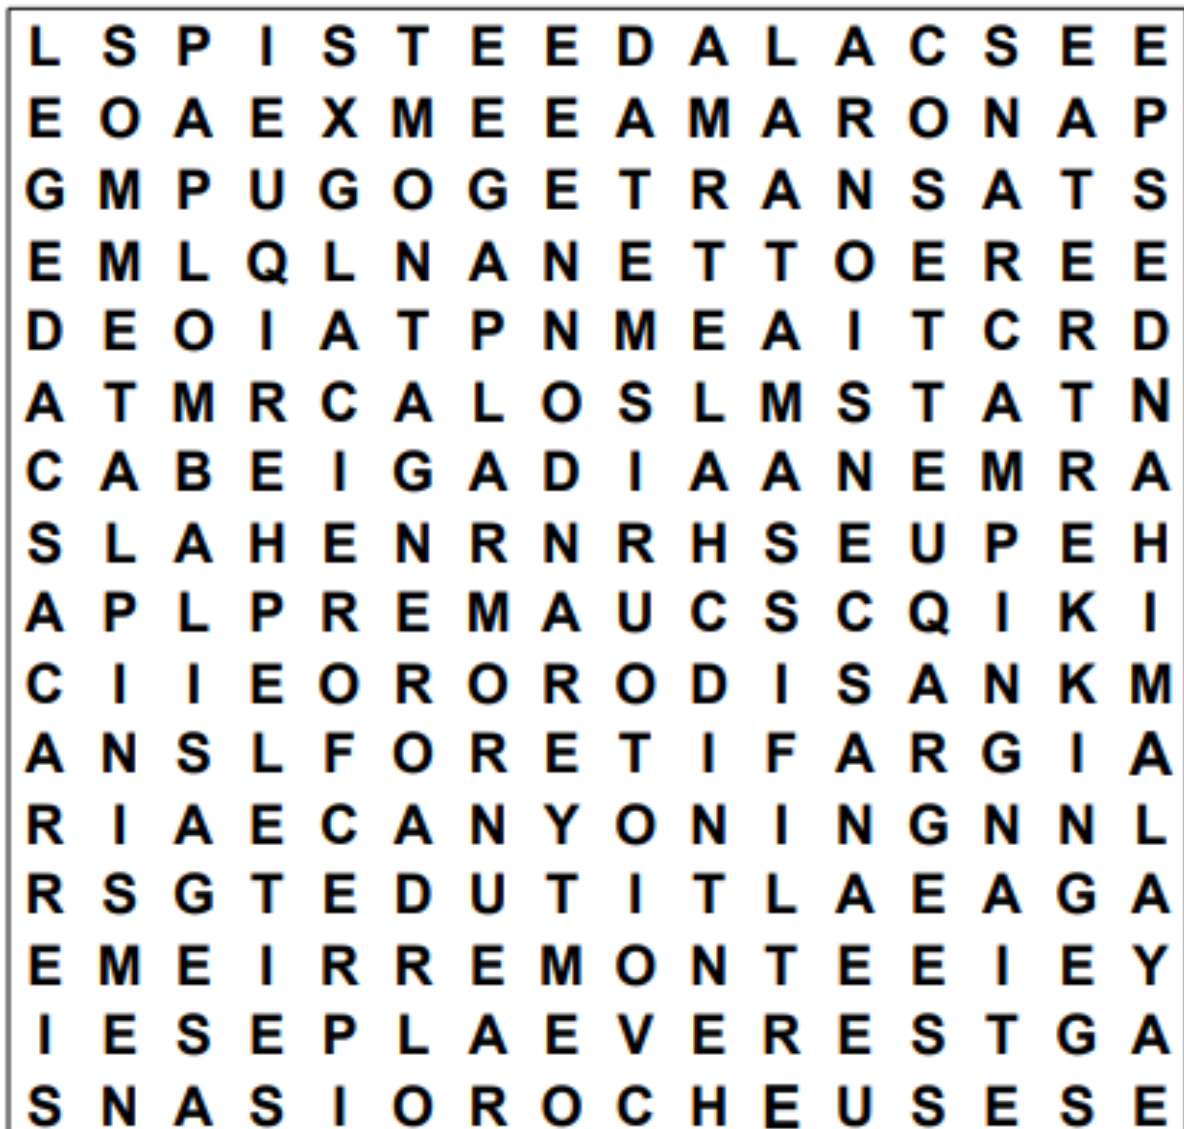 L S P I S T E E D A L A C S E E
E O A E X M E E A M A R O N A P
G M P U G O G E T R A N S A T S
E M L Q L N A N E T T O E R E E
D E O I A T P N M E A I T C R D
A T M R C A L O S L M S T A T N
C A B E I G A D I A A N E M R A
S L A H E N R N R H S E U P E H
A P L P R E M A U C S C Q I K I
C I I E O R O R O D I S A N K M
A N S L F O R E T I F A R G I A
R I A E C A N Y O N I N G N N L
R S G T E D U T I T L A E A G A
E M E I R R E M O N T E E I E Y
I E S E P L A E V E R E S T G A
S N A S I O R O C H E U S E S E